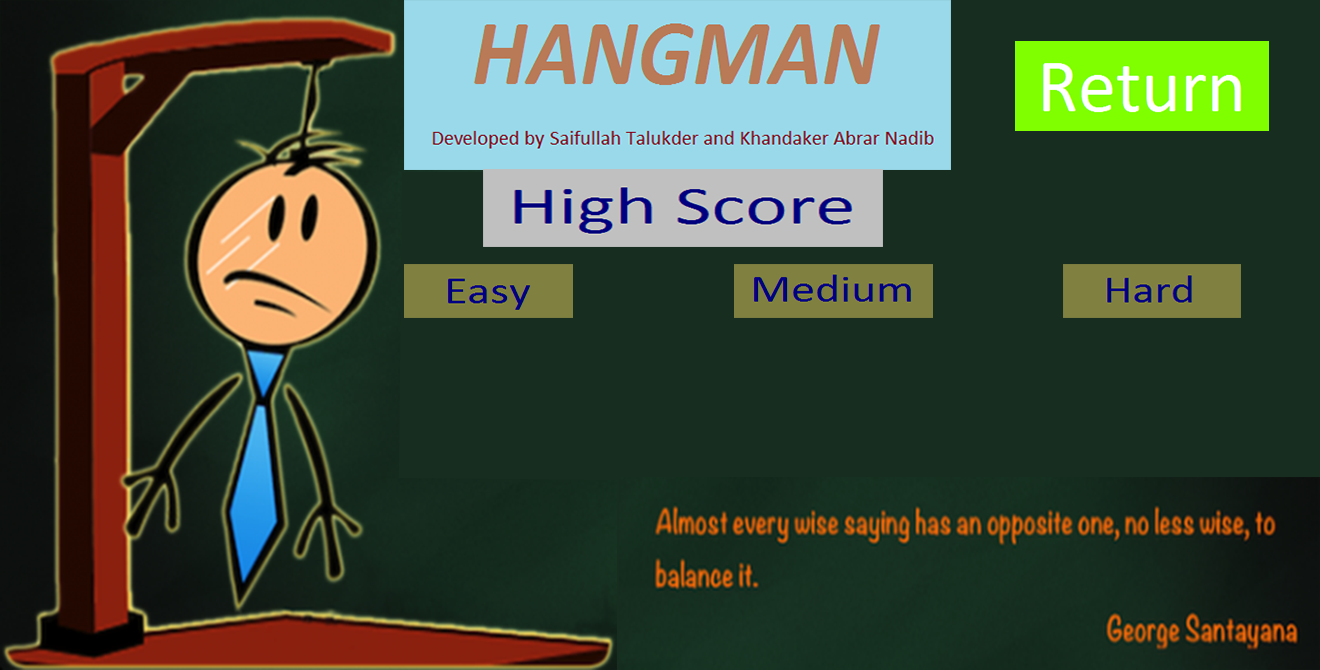 HANGMAN
Return
Developed by Saifullah Talukder and Khandaker Abrar Nadib
High Score
Easy
Medium
Hard
Almost every wise saying has an opposite one, no less wise, to
balance it.
George Santayana